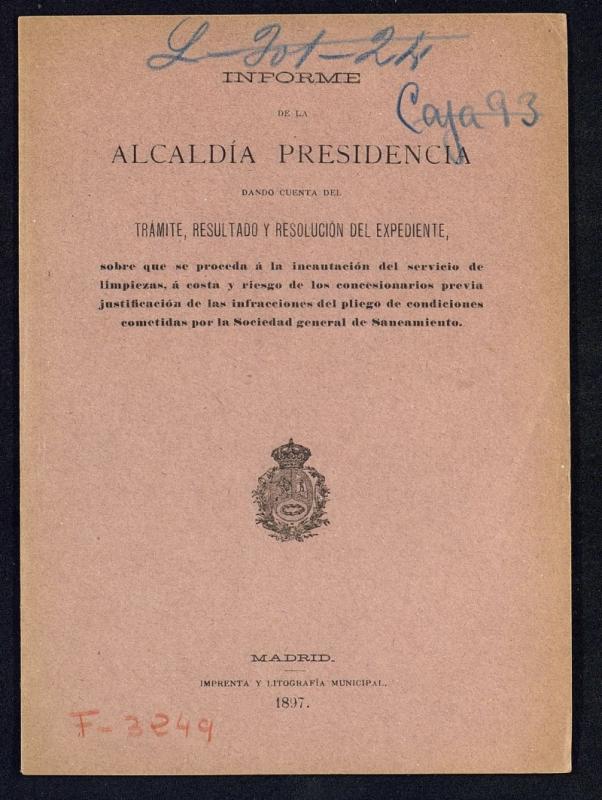 L-Fot-24
INFORME
Caja 93
DE LA
ALCALDÍA PRESIDENCIA
DANDO CUENTA DEL
TRÁMITE, RESULTADO Y RESOLUCIÓN DEL EXPEDIENTE,
sobre que se proceda á la incautación del servicio de
limpiezas, á costa y riesgo de los concesionarios previa
justificación de las infracciones del pliego de condiciones
cometidas por la Sociedad general de Saneamiento.
MADRID.
IMPRENTA Y LITOGRAFÍA MUNICIPAL.
1897.
F-3249